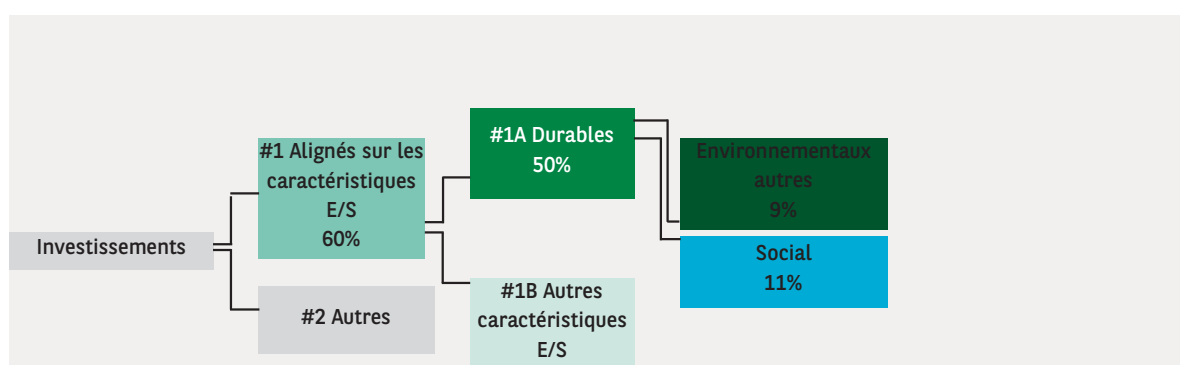 Investissements
#1 Alignés sur les
caractéristiques
E/S
60%
#2 Autres
#1A Durables
50%
#1B Autres
caractéristiques
E/S
Environnementaux
autres
9%
Social
11%